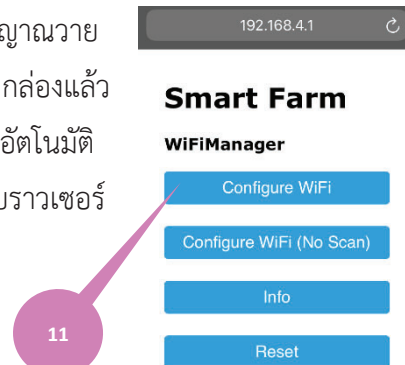 ญาณวาย
กล่องแล้ว
อัตโนมัติ
บราวเซอร์
192.168.4.1
Smart Farm
WiFiManager
Configure WiFi
Configure WiFi (No Scan)
Info
Reset
11